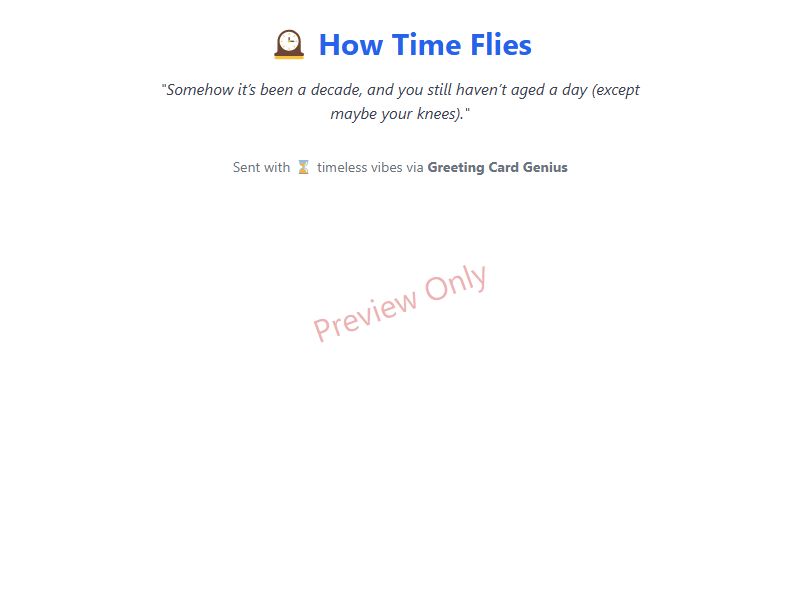 🕰️ How Time Flies
"Somehow it’s been a decade, and you still haven’t aged a day (except
maybe your knees)."
Sent with ⏳ timeless vibes via Greeting Card Genius
Preview Only